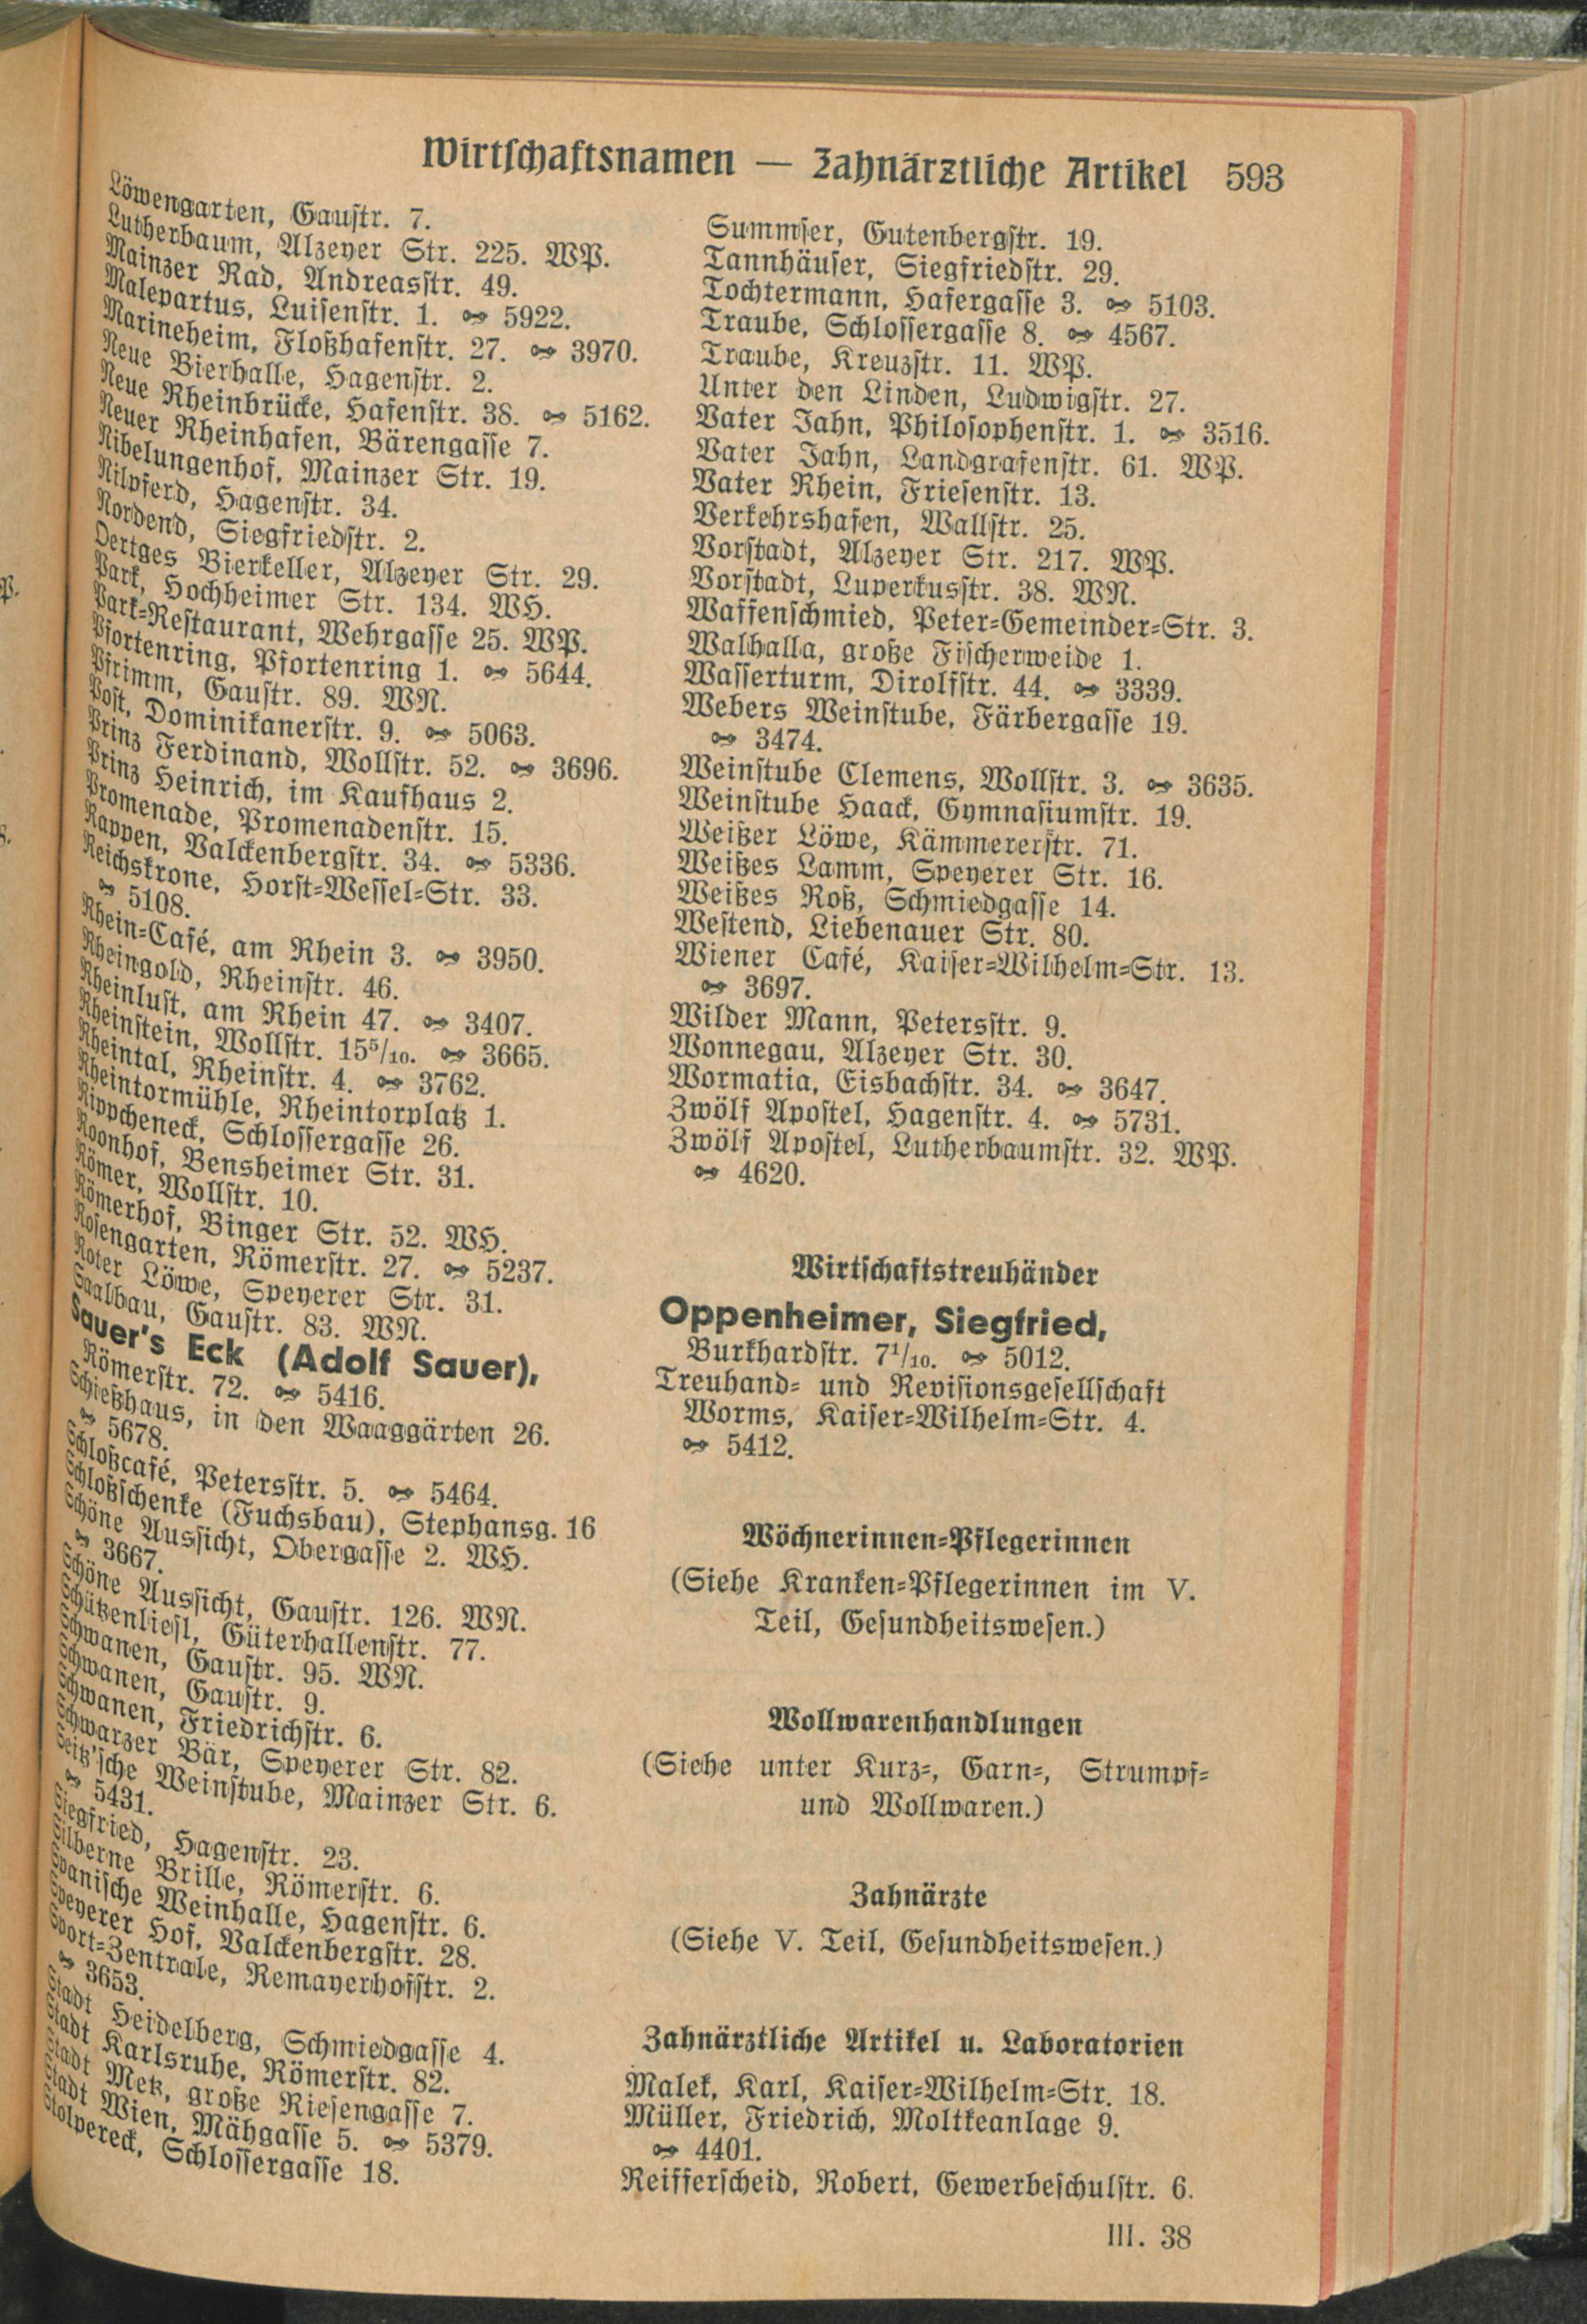 Wirtſchaftsnamen — Zahnärztliche Artikel 593
Löwengarten, Gauſtr. 7.
Lutherbaum, Alzeyer Str. 225. WP.
Mainzer Rad, Andreasſtr. 49.
Malepartus, Luiſenſtr. 1. ⊶ 5922.
Marineheim, Floßhafenſtr. 27. ⊶ 3970.
Neue Bierhalle, Hagenſtr. 2.
Neue Rheinbrücke, Hafenſtr. 38. ⊶ 5162.
Neuer Rheinhafen, Bärengaſſe 7.
Nibelungenhof, Mainzer Str. 19.
Nilpferd, Hagenſtr. 34.
Nordend, Siegfriedſtr. 2.
Oertges Bierkeller, Alzeyer Str. 29.
Park, Hochheimer Str. 134. WH.
Park=Reſtaurant, Wehrgaſſe 25. WP.
Pfortenring, Pfortenring 1. ⊶ 5644.
Pfrimm, Gauſtr. 89. WN.
Poſt, Dominikanerſtr. 9. ⊶ 5063.
Prinz Ferdinand, Wollſtr. 52. ⊶ 3696.
Prinz Heinrich, im Kaufhaus 2.
Promenade, Promenadenſtr. 15.
Rappen, Valckenbergſtr. 34. ⊶ 5336.
Reichskrone, Horſt=Weſſel=Str. 33.
⊶ 5108.
Rhein=Café, am Rhein 3. ⊶ 3950.
Rheingold, Rheinſtr. 46.
Rheinluſt, am Rhein 47. ⊶ 3407.
Rheinſtein, Wollſtr. 15⁵/₁₀. ⊶ 3665.
Rheintal, Rheinſtr. 4. ⊶ 3762.
Rheintormühle, Rheintorplatz 1.
Rippcheneck, Schloſſergaſſe 26.
Roonhof, Bensheimer Str. 31.
Römer, Wollſtr. 10.
Römerhof, Binger Str. 52. WH.
Roſengarten, Römerſtr. 27. ⊶ 5237.
Roter Löwe, Speyerer Str. 31.
Saalbau, Gauſtr. 83. WN.
Sauer's Eck (Adolf Sauer),
Römerſtr. 72. ⊶ 5416.
Schießhaus, in den Waaggärten 26.
⊶ 5678.
Schloßcafé, Petersſtr. 5. ⊶ 5464.
Schloßſchenke (Fuchsbau), Stephansg. 16
Schöne Ausſicht, Obergaſſe 2. WH.
⊶ 3667.
Schöne Ausſicht, Gauſtr. 126. WN.
Schützenlieſl, Güterhallenſtr. 77.
Schwanen, Gauſtr. 95. WN.
Schwanen, Gauſtr. 9.
Schwanen, Friedrichſtr. 6.
Schwarzer Bär, Speyerer Str. 82.
Seitz'ſche Weinſtube, Mainzer Str. 6.
⊶ 5431.
Siegfried, Hagenſtr. 23.
Silberne Brille, Römerſtr. 6.
Spaniſche Weinhalle, Hagenſtr. 6.
Speyerer Hof, Valckenbergſtr. 28.
Sport=Zentrale, Remayerhofſtr. 2.
⊶ 3653.
Stadt Heidelberg, Schmiedgaſſe 4.
Stadt Karlsruhe, Römerſtr. 82.
Stadt Metz, große Rieſengaſſe 7.
Stadt Wien, Mähgaſſe 5. ⊶ 5379.
Stolpereck, Schloſſergaſſe 18.
Summſer, Gutenbergſtr. 19.
Tannhäuſer, Siegfriedſtr. 29.
Tochtermann, Hafergaſſe 3. ⊶ 5103.
Traube, Schloſſergaſſe 8. ⊶ 4567.
Traube, Kreuzſtr. 11. WP.
Unter den Linden, Ludwigſtr. 27.
Vater Jahn, Philoſophenſtr. 1. ⊶ 3516.
Vater Jahn, Landgrafenſtr. 61. WP.
Vater Rhein, Frieſenſtr. 13.
Verkehrshafen, Wallſtr. 25.
Vorſtadt, Alzeyer Str. 217. WP.
Vorſtadt, Luperkusſtr. 38. WN.
Waffenſchmied, Peter=Gemeinder=Str. 3.
Walhalla, große Fiſcherweide 1.
Waſſerturm, Dirolfſtr. 44. ⊶ 3339.
Webers Weinſtube, Färbergaſſe 19.
⊶ 3474.
Weinſtube Clemens, Wollſtr. 3. ⊶ 3635.
Weinſtube Haack, Gymnaſiumſtr. 19.
Weißer Löwe, Kämmererſtr. 71.
Weißes Lamm, Speyerer Str. 16.
Weißes Roß, Schmiedgaſſe 14.
Weſtend, Liebenauer Str. 80.
Wiener Café, Kaiſer=Wilhelm=Str. 13.
⊶ 3697.
Wilder Mann, Petersſtr. 9.
Wonnegau, Alzeyer Str. 30.
Wormatia, Eisbachſtr. 34. ⊶ 3647.
Zwölf Apoſtel, Hagenſtr. 4. ⊶ 5731.
Zwölf Apoſtel, Lutherbaumſtr. 32. WP.
⊶ 4620.
Wirtſchaftstreuhänder
Oppenheimer, Siegfried,
Burkhardſtr. 7¹/₁₀. ⊶ 5012.
Treuhand= und Reviſionsgeſellſchaft
Worms, Kaiſer=Wilhelm=Str. 4.
⊶ 5412.
Wöchnerinnen=Pflegerinnen
(Siehe Kranken=Pflegerinnen im V.
Teil, Geſundheitsweſen.)
Wollwarenhandlungen
(Siehe unter Kurz=, Garn=, Strumpf=
und Wollwaren.)
Zahnärzte
(Siehe V. Teil, Geſundheitsweſen.)
Zahnärztliche Artikel u. Laboratorien
Malek, Karl, Kaiſer=Wilhelm=Str. 18.
Müller, Friedrich, Moltkeanlage 9.
⊶ 4401.
Reifferſcheid, Robert, Gewerbeſchulſtr. 6.
III. 38